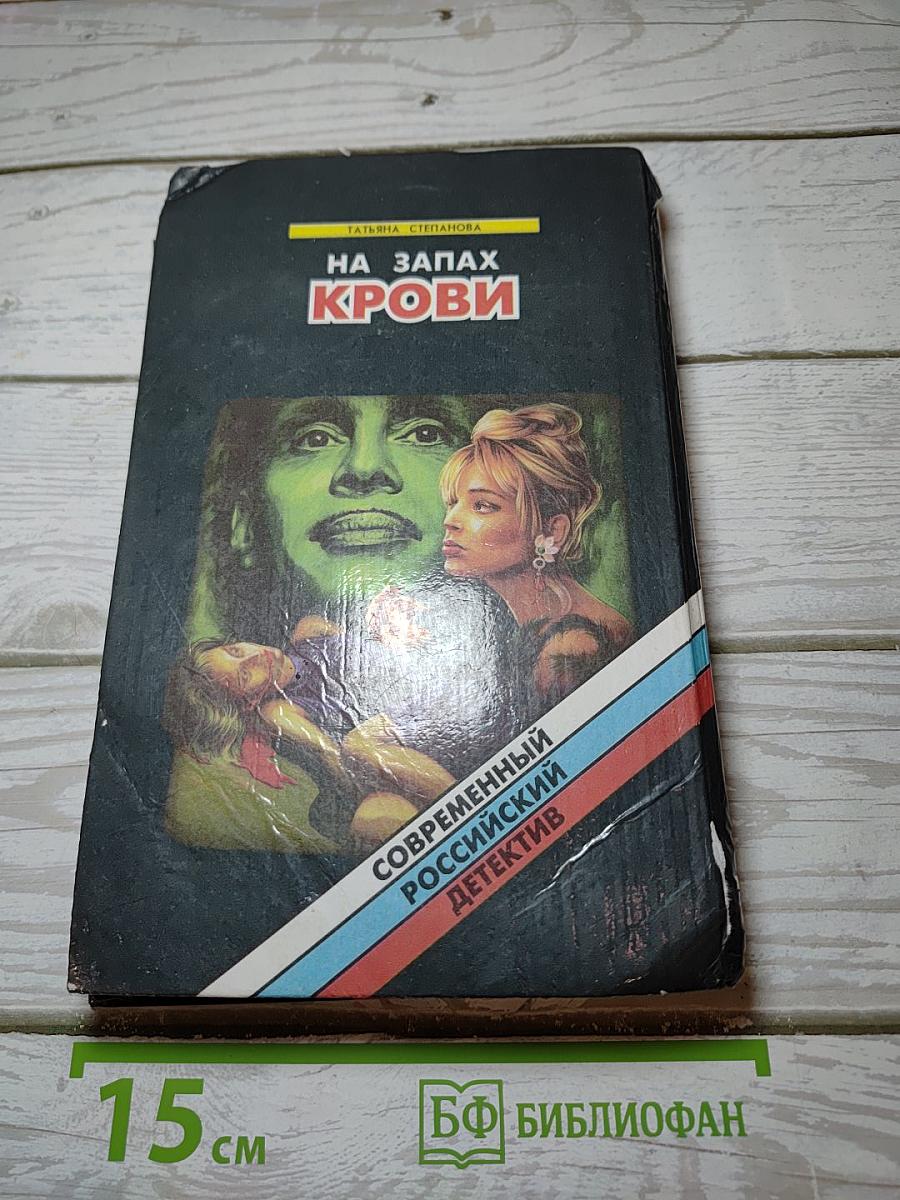 ТАТЬЯНА СТЕПАНОВА
НА ЗАПАХ
КРОВИ
СОВРЕМЕННЫЙ
РОССИЙСКИЙ
ДЕТЕКТИВ
15 см
БФ БИБЛИОФАН